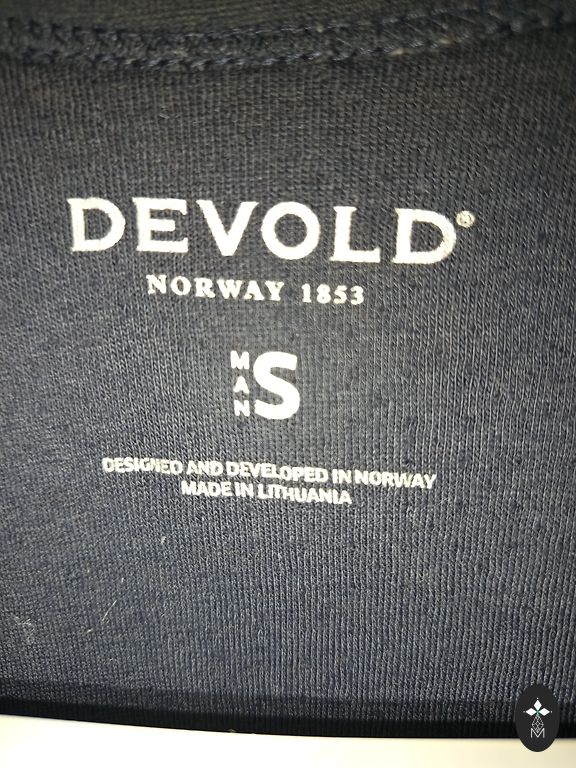 DEVOLD®
NORWAY 1853
MAN S
DESIGNED AND DEVELOPED IN NORWAY
MADE IN LITHUANIA
M